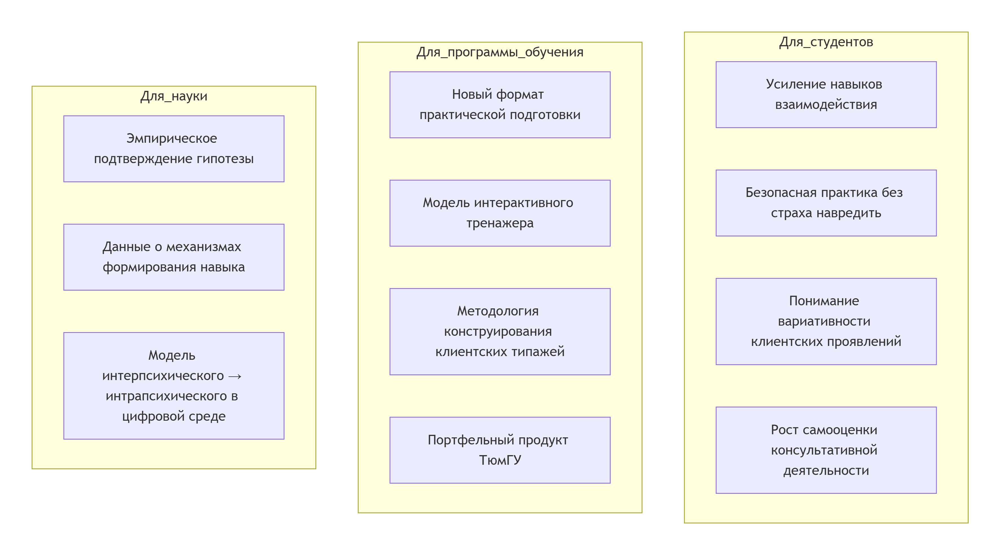 Для_науки
Эмпирическое
подтверждение гипотезы
Данные о механизмах
формирования навыка
Модель
интерпсихического →
интрапсихического в
цифровой среде
Для_программы_обучения
Новый формат
практической подготовки
Модель интерактивного
тренажера
Методология
конструирования
клиентских типажей
Портфельный продукт
ТюмГУ
Для_студентов
Усиление навыков
взаимодействия
Безопасная практика без
страха навредить
Понимание
вариативности
клиентских проявлений
Рост самооценки
консультативной
деятельности